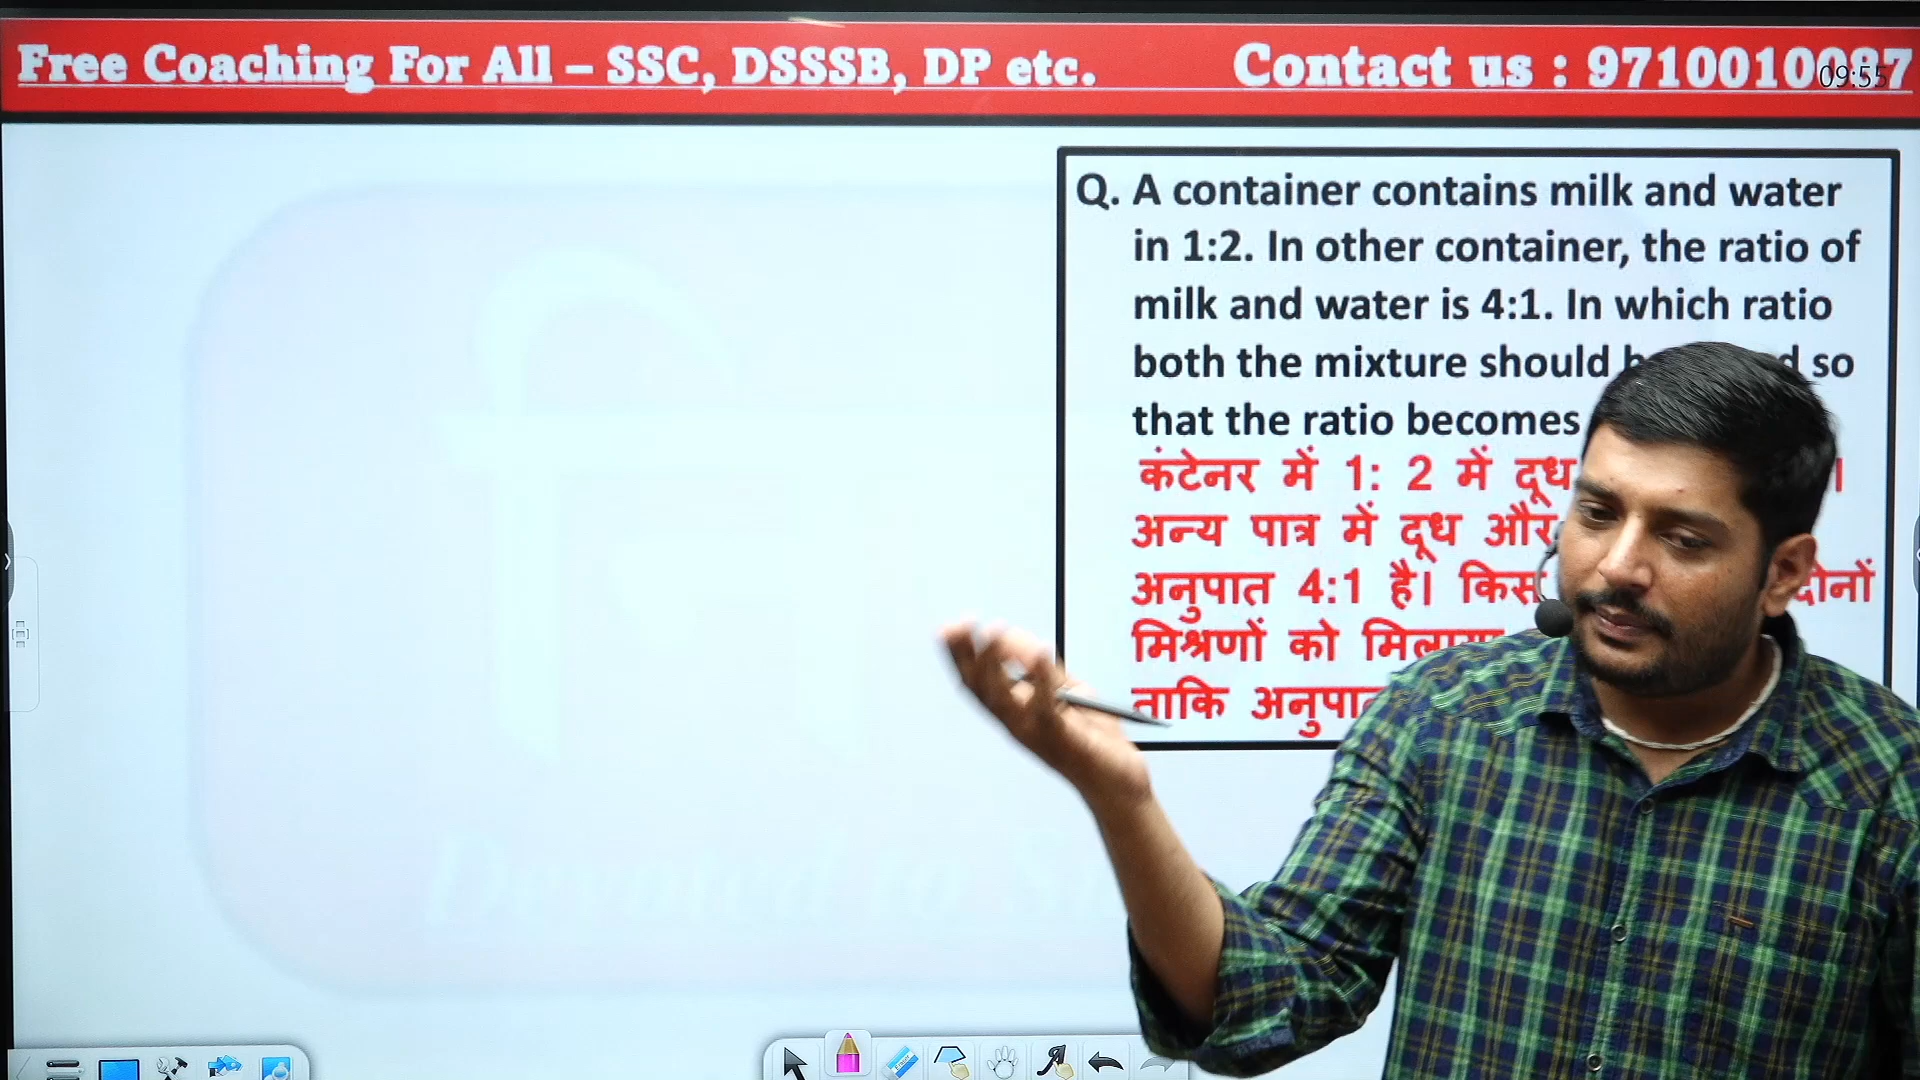 Free Coaching For All – SSC, DSSSB, DP etc. Contact us : 9710010087
09:55
Q. A container contains milk and water
in 1:2. In other container, the ratio of
milk and water is 4:1. In which ratio
both the mixture should so
that the ratio becomes
कंटेनर में 1: 2 में दूध
अन्य पात्र में दूध और
अनुपात 4:1 है। किस दोनों
मिश्रणों को
ताकि
Devoted to